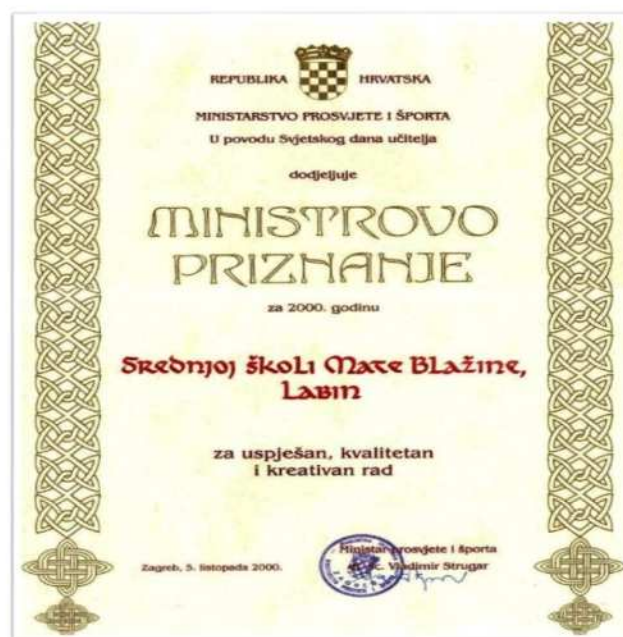 REPUBLIKA HRVATSKA
MINISTARSTVO PROSVJETE I ŠPORTA
U povodu Svjetskog dana učitelja
dodjeljuje
MINISTROVO
PRIZNANJE
za 2000. godinu
Srednjoj školi Mate Blažine,
Labin
za uspješan, kvalitetan
i kreativan rad
Ministar prosvjete i športa
Zagreb, 5. listopada 2000.
sc. Vladimir Strugar